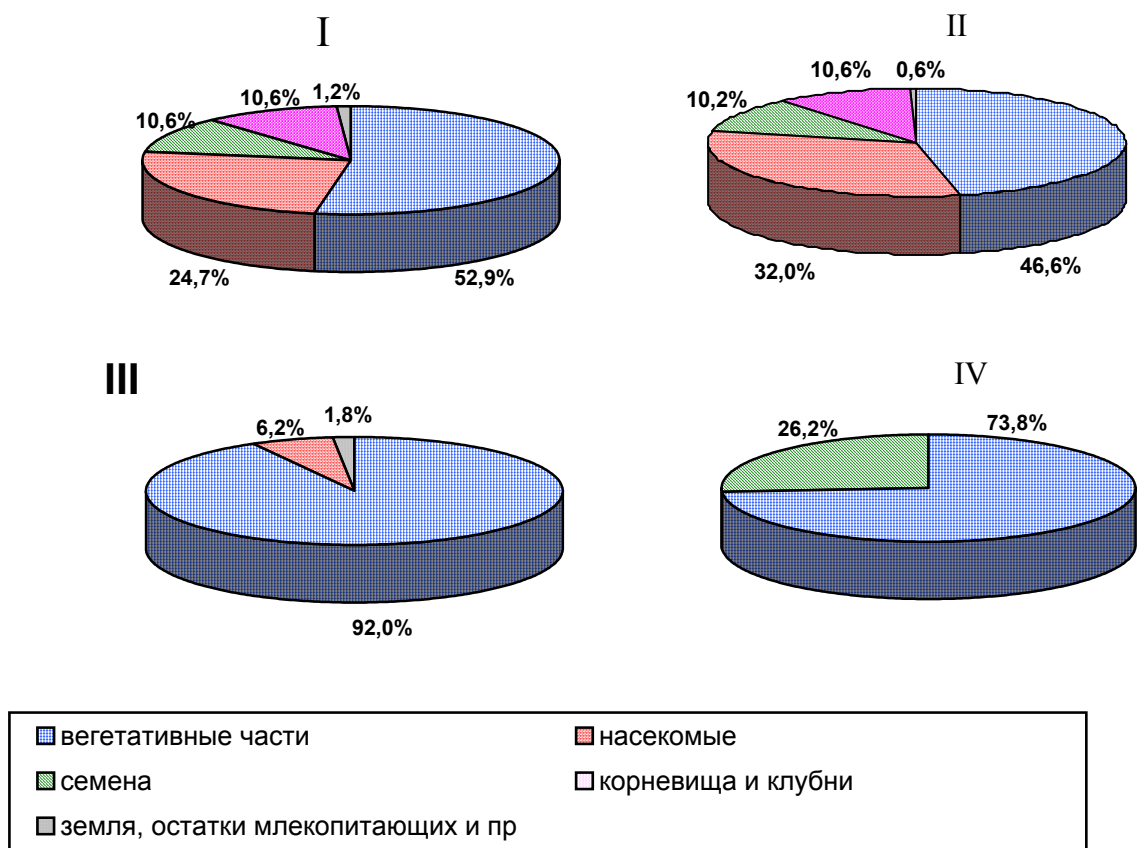 I
II
10,6%
1,2%
10,6%
24,7%
52,9%
10,6%
0,6%
10,2%
32,0%
46,6%
III
IV
6,2%
1,8%
92,0%
26,2%
73,8%
вегетативные части
насекомые
семена
корневища и клубни
земля, остатки млекопитающих и пр